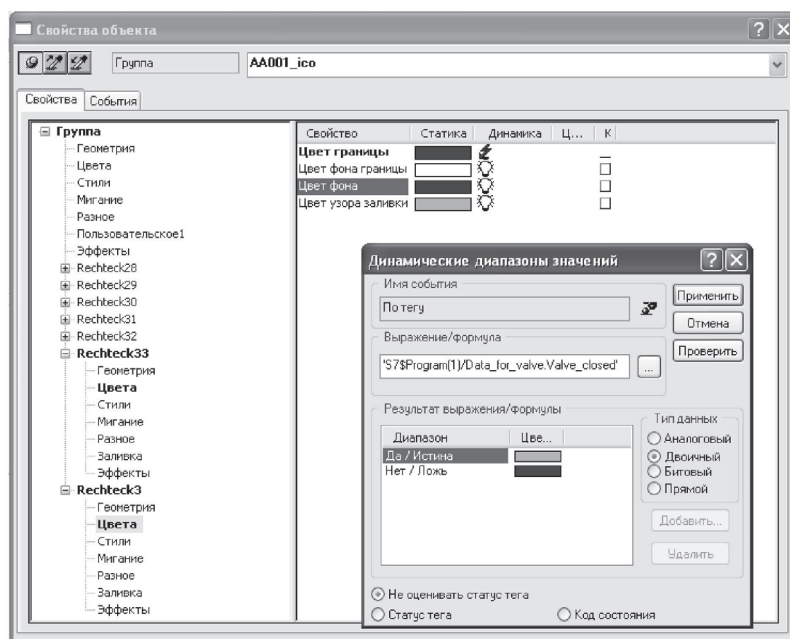 Свойства объекта
Группа AA001_ico
Свойства События
Группа
Геометрия
Цвета
Стили
Мигание
Разное
Пользовательское1
Эффекты
Rechteck28
Rechteck29
Rechteck30
Rechteck31
Rechteck32
Rechteck33
Геометрия
Цвета
Стили
Мигание
Разное
Заливка
Эффекты
Rechteck3
Геометрия
Цвета
Стили
Мигание
Разное
Заливка
Эффекты
Свойство Статика Динамика Ц... К
Цвет границы
Цвет фона границы
Цвет фона
Цвет узора заливки
Динамические диапазоны значений
Имя события
По тегу
Применить
Отмена
Проверить
Выражение/формула
'S7$Program(1)/Data_for_valve.Valve_closed'
...
Результат выражения/формулы
Диапазон Цве...
Да / Истина
Нет / Ложь
Тип данных
Аналоговый
Двоичный
Битовый
Прямой
Добавить...
Удалить
Не оценивать статус тега
Статус тега Код состояния